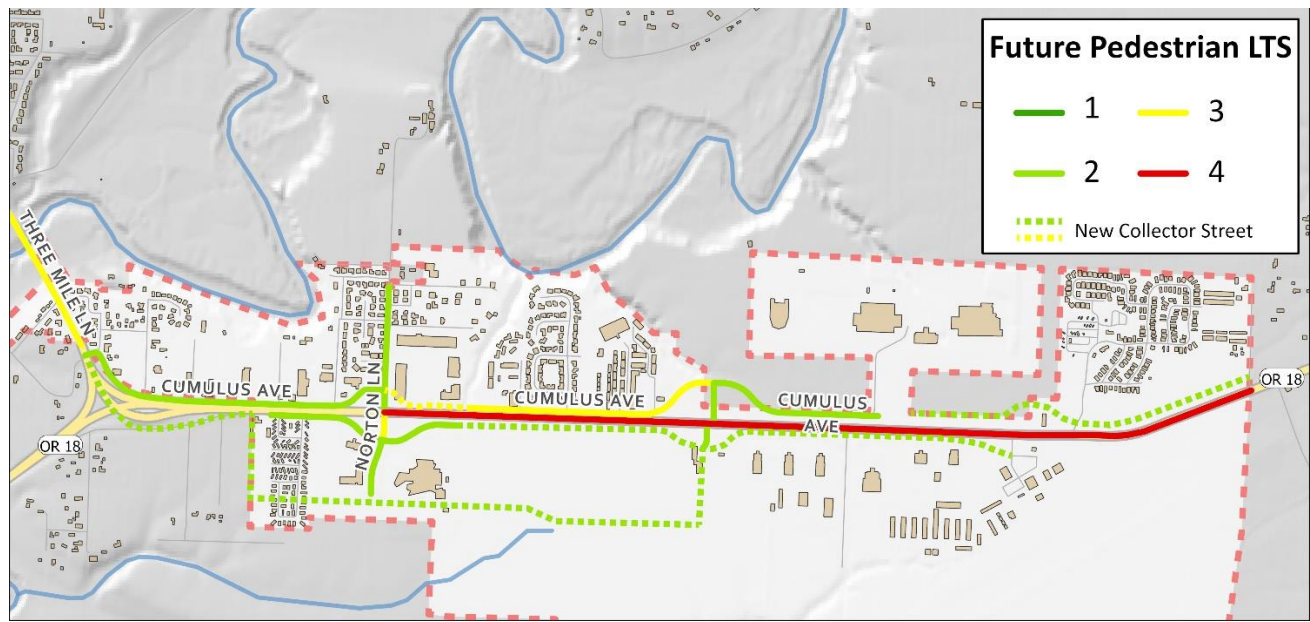 Future Pedestrian LTS
1 3
2 4
New Collector Street
THREE MILE LN
CUMULUS AVE
NORTON LN
CUMULUS AVE
CUMULUS
AVE
OR 18
OR 18